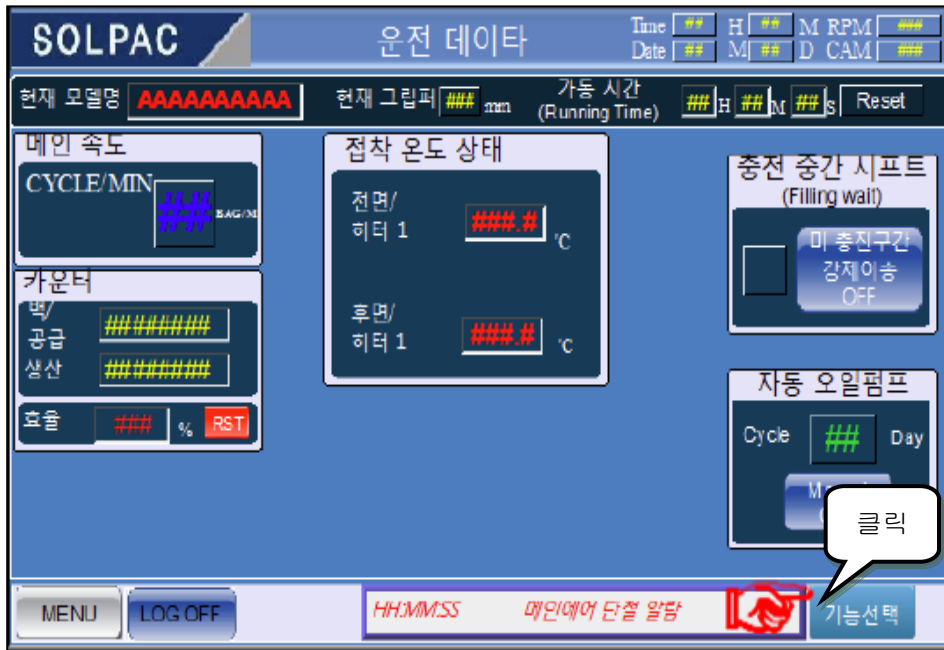 SOLPAC
운전 데이타
Time ## H ## M RPM ###
Date ## M ## D CAM ###
현재 모델명 AAAAAAAAAA 현재 그립퍼 ### mm 가동 시간 (Running Time) ## H ## M ## S Reset
메인 속도
CYCLE/MIN ## BAG/M
카운터
백/
공급 ########
생산 ########
효율 ### % RST
접착 온도 상태
전면/
히터 1 ###.# ℃
후면/
히터 1 ###.# ℃
충전 중간 시프트
(Filling wait)
미 충진구간
강제이송
OFF
자동 오일펌프
Cycle ## Day
클릭
MENU LOG OFF HH:MM:SS 메인에어 단절 알람 기능선택